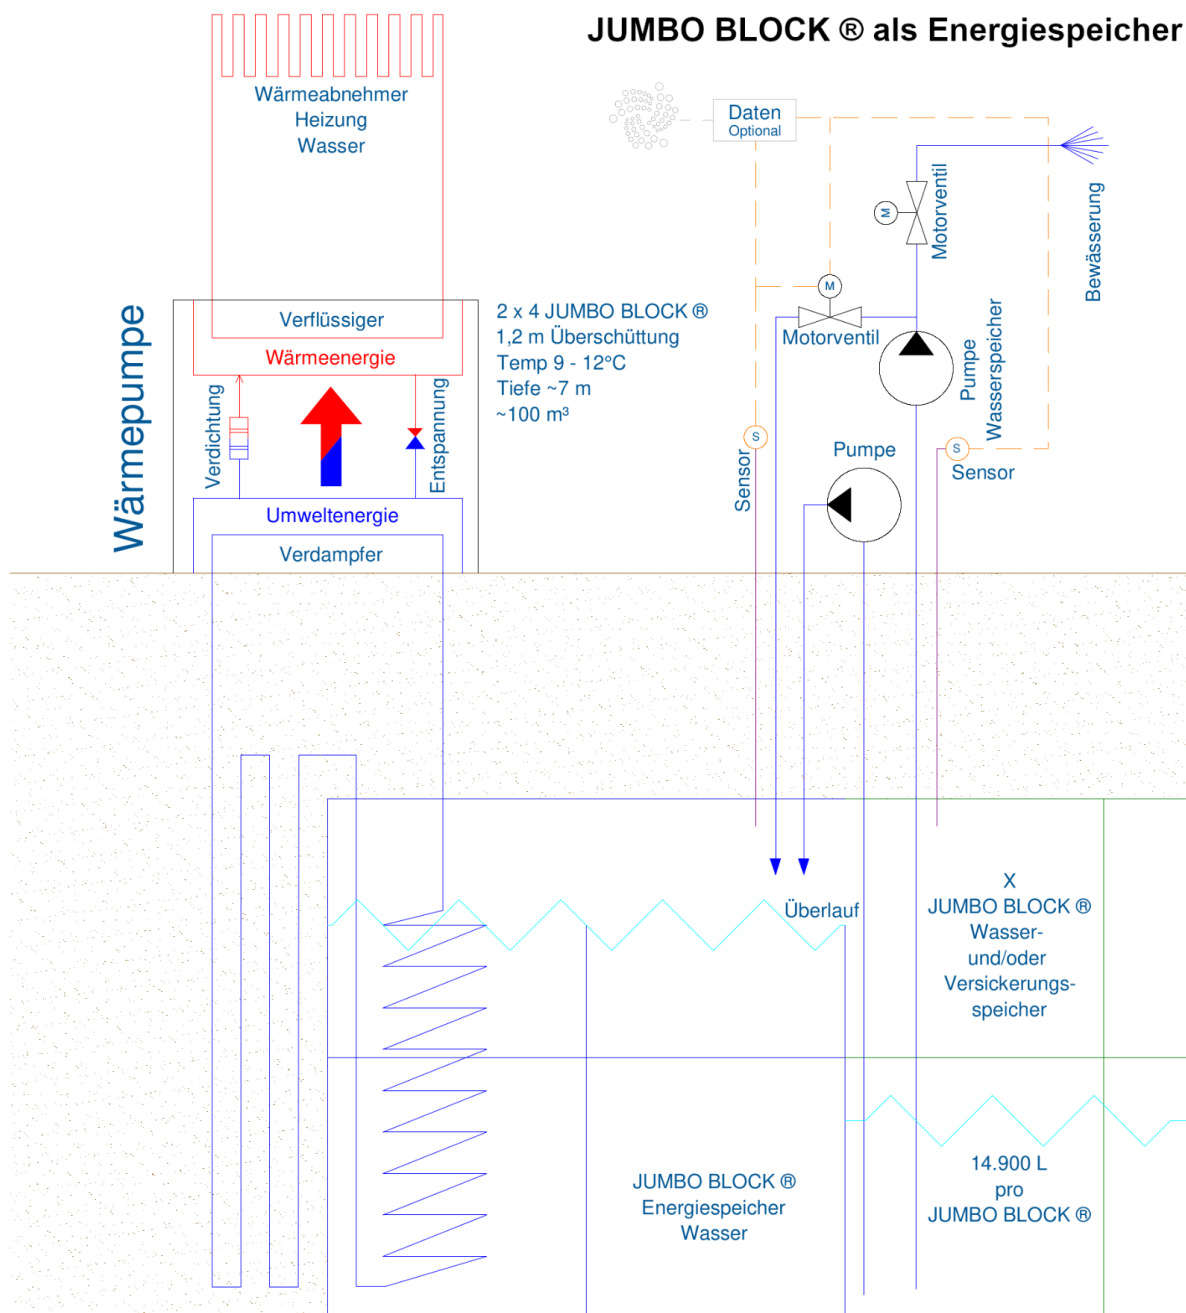 JUMBO BLOCK ® als Energiespeicher
Wärmeabnehmer
Heizung
Wasser
Daten
Optional
Motorventil
M
Bewässerung
M
Motorventil
Pumpe
Wasserspeicher
Wärmepumpe
Verflüssiger
Wärmeenergie
Verdichtung
Entspannung
Umweltenergie
Verdampfer
2 x 4 JUMBO BLOCK ®
1,2 m Überschüttung
Temp 9 - 12°C
Tiefe ~7 m
~100 m³
S
Sensor
Pumpe
S
Sensor
Überlauf
X
JUMBO BLOCK ®
Wasser-
und/oder
Versickerungs-
speicher
JUMBO BLOCK ®
Energiespeicher
Wasser
14.900 L
pro
JUMBO BLOCK ®